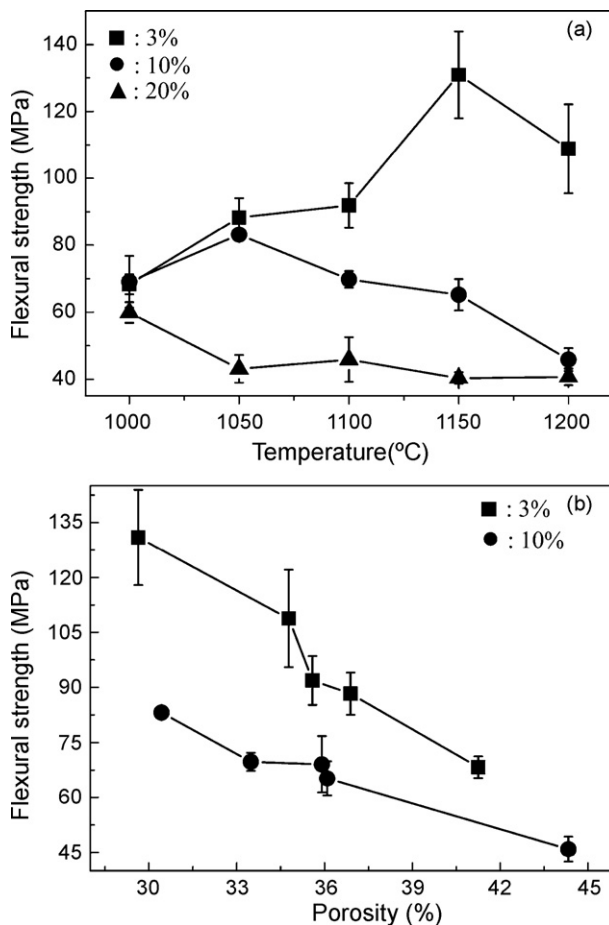 (a)
■ : 3%
● : 10%
▲ : 20%
140
120
100
80
60
40
Flexural strength (MPa)
1000 1050 1100 1150 1200
Temperature(ºC)
(b)
■ : 3%
● : 10%
135
120
105
90
75
60
45
Flexural strength (MPa)
30 33 36 39 42 45
Porosity (%)